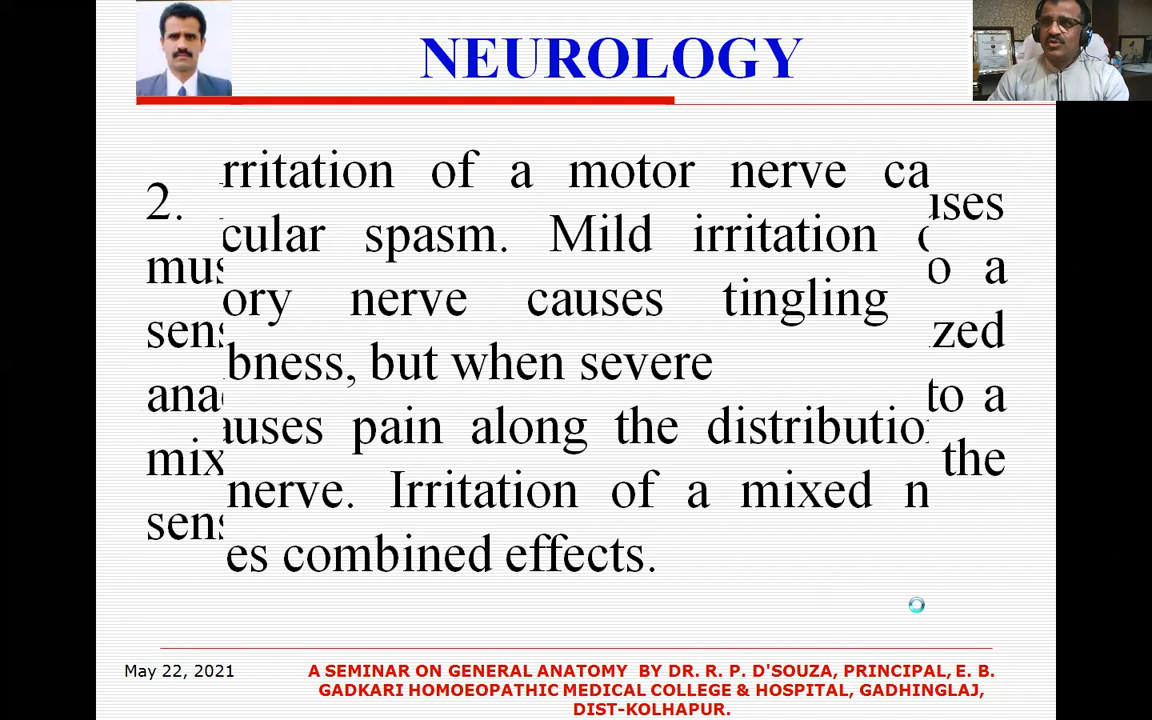 NEUROLOGY
rritation of a motor nerve ca
2. uses
cular spasm. Mild irritation
mus o a
ory nerve causes tingling
sens zed
bness, but when severe
ana to a
auses pain along the distributio
mix the
nerve. Irritation of a mixed n
sens
es combined effects.
May 22, 2021
A SEMINAR ON GENERAL ANATOMY BY DR. R. P. D'SOUZA, PRINCIPAL, E. B.
GADKARI HOMOEOPATHIC MEDICAL COLLEGE & HOSPITAL, GADHINGLAJ,
DIST-KOLHAPUR.